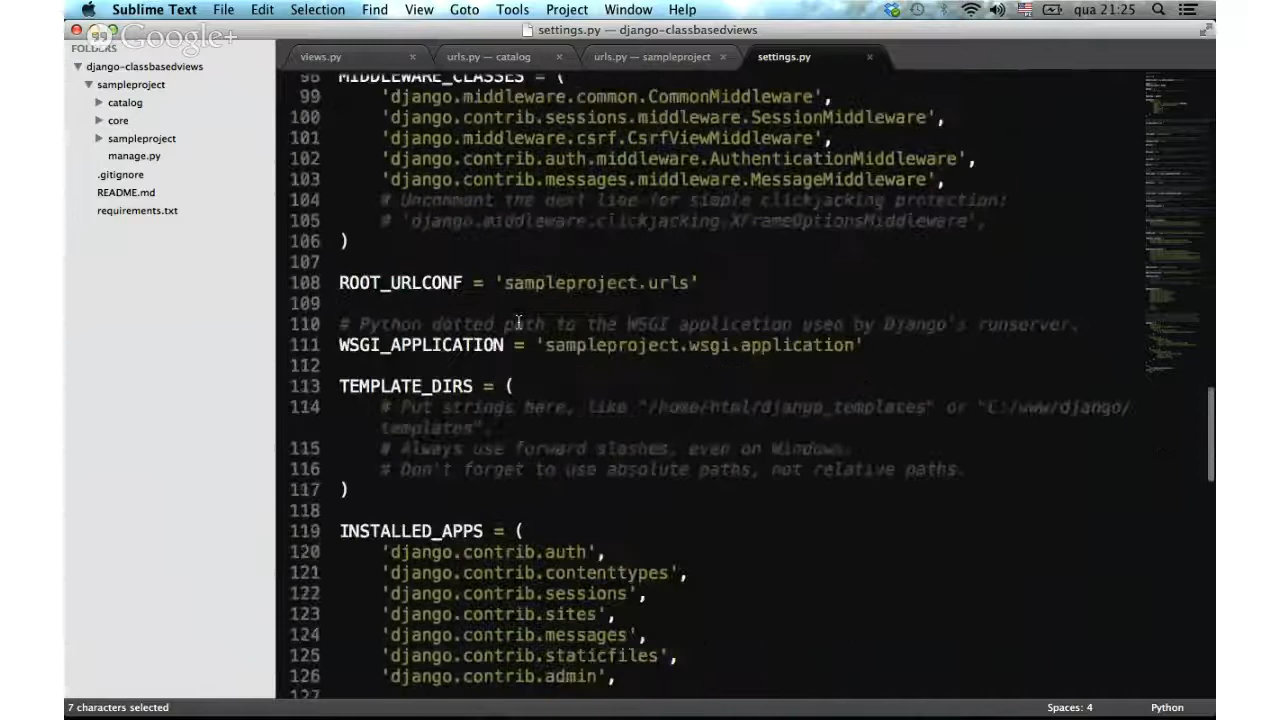 Sublime Text File Edit Selection Find View Goto Tools Project Window Help qua 21:25
settings.py — django-classbasedviews
Google+
FOLDERS
django-classbasedviews
sampleproject
catalog
core
sampleproject
manage.py
.gitignore
README.md
requirements.txt
views.py × urls.py — catalog × urls.py — sampleproject × settings.py ×
98 MIDDLEWARE_CLASSES = (
99 'django.middleware.common.CommonMiddleware',
100 'django.contrib.sessions.middleware.SessionMiddleware',
101 'django.middleware.csrf.CsrfViewMiddleware',
102 'django.contrib.auth.middleware.AuthenticationMiddleware',
103 'django.contrib.messages.middleware.MessageMiddleware',
104 # Uncomment the next line for simple clickjacking protection:
105 # 'django.middleware.clickjacking.XFrameOptionsMiddleware',
106 )
107
108 ROOT_URLCONF = 'sampleproject.urls'
109
110 # Python dotted path to the WSGI application used by Django's runserver.
111 WSGI_APPLICATION = 'sampleproject.wsgi.application'
112
113 TEMPLATE_DIRS = (
114 # Put strings here, like "/home/html/django_templates" or "C:/www/django/
templates".
115 # Always use forward slashes, even on Windows.
116 # Don't forget to use absolute paths, not relative paths.
117 )
118
119 INSTALLED_APPS = (
120 'django.contrib.auth',
121 'django.contrib.contenttypes',
122 'django.contrib.sessions',
123 'django.contrib.sites',
124 'django.contrib.messages',
125 'django.contrib.staticfiles',
126 'django.contrib.admin',
127
7 characters selected Spaces: 4 Python